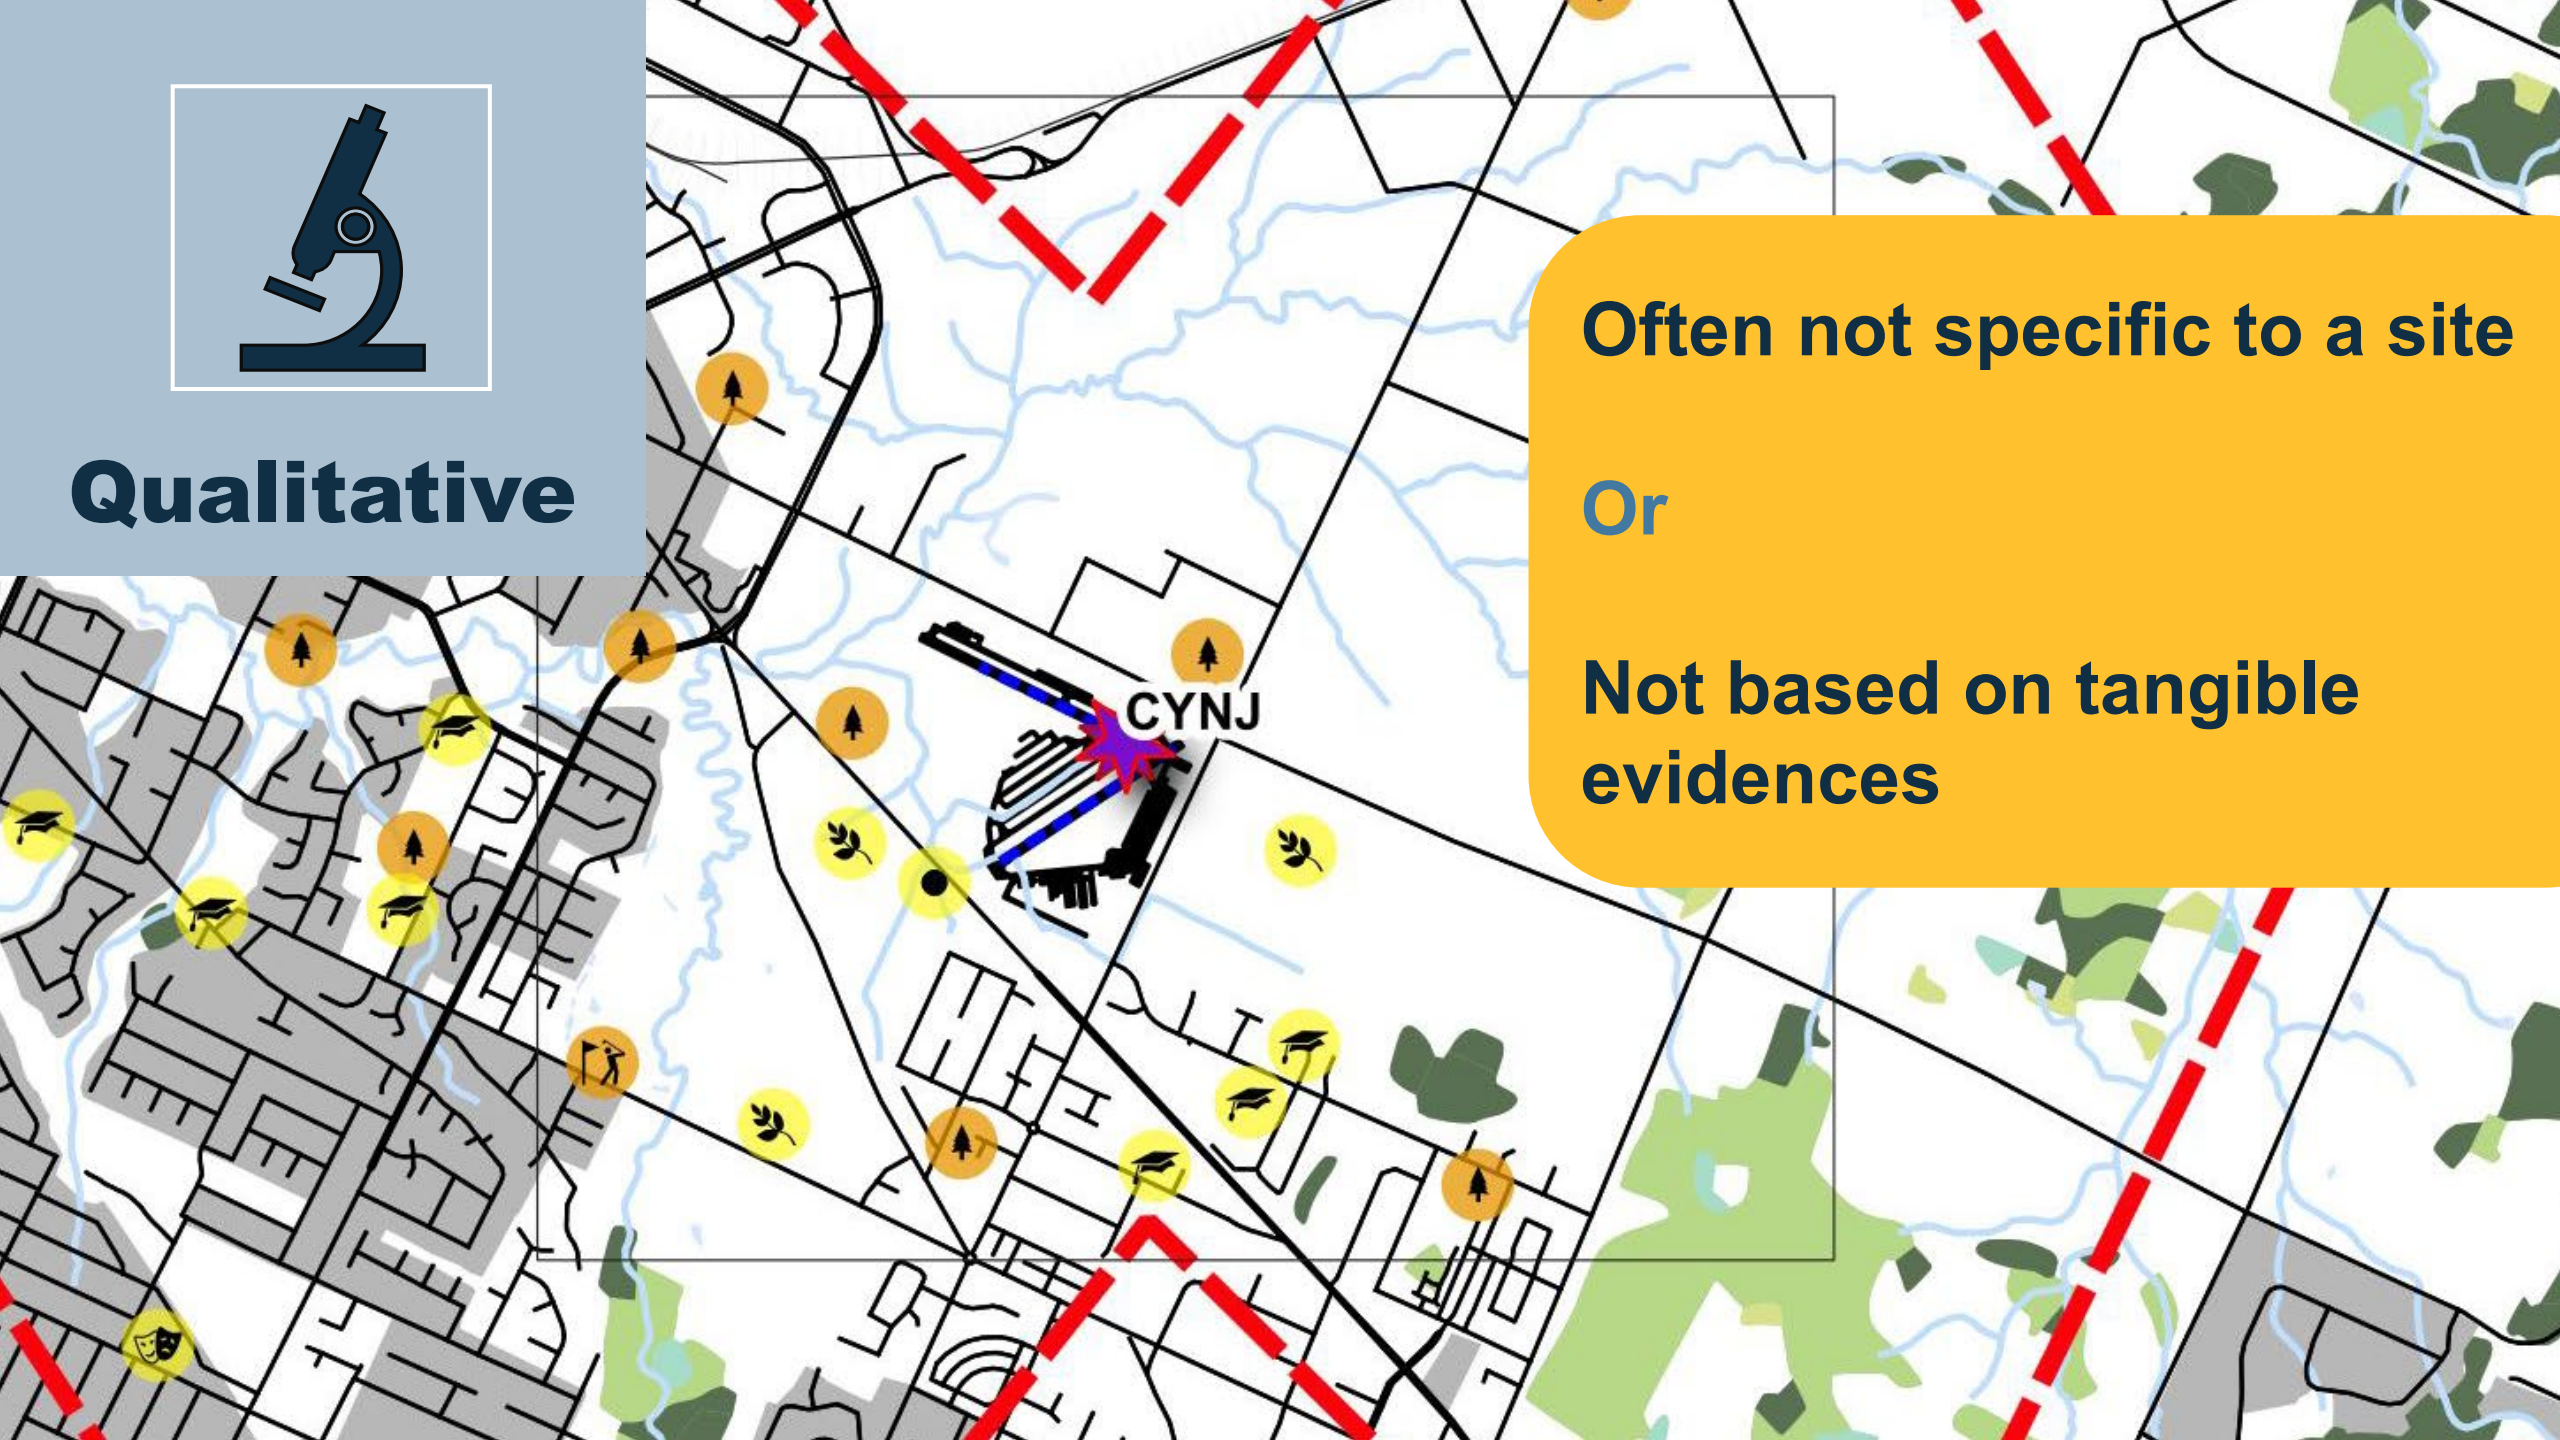 Qualitative
Often not specific to a site
Or
Not based on tangible
evidences
CYNJ